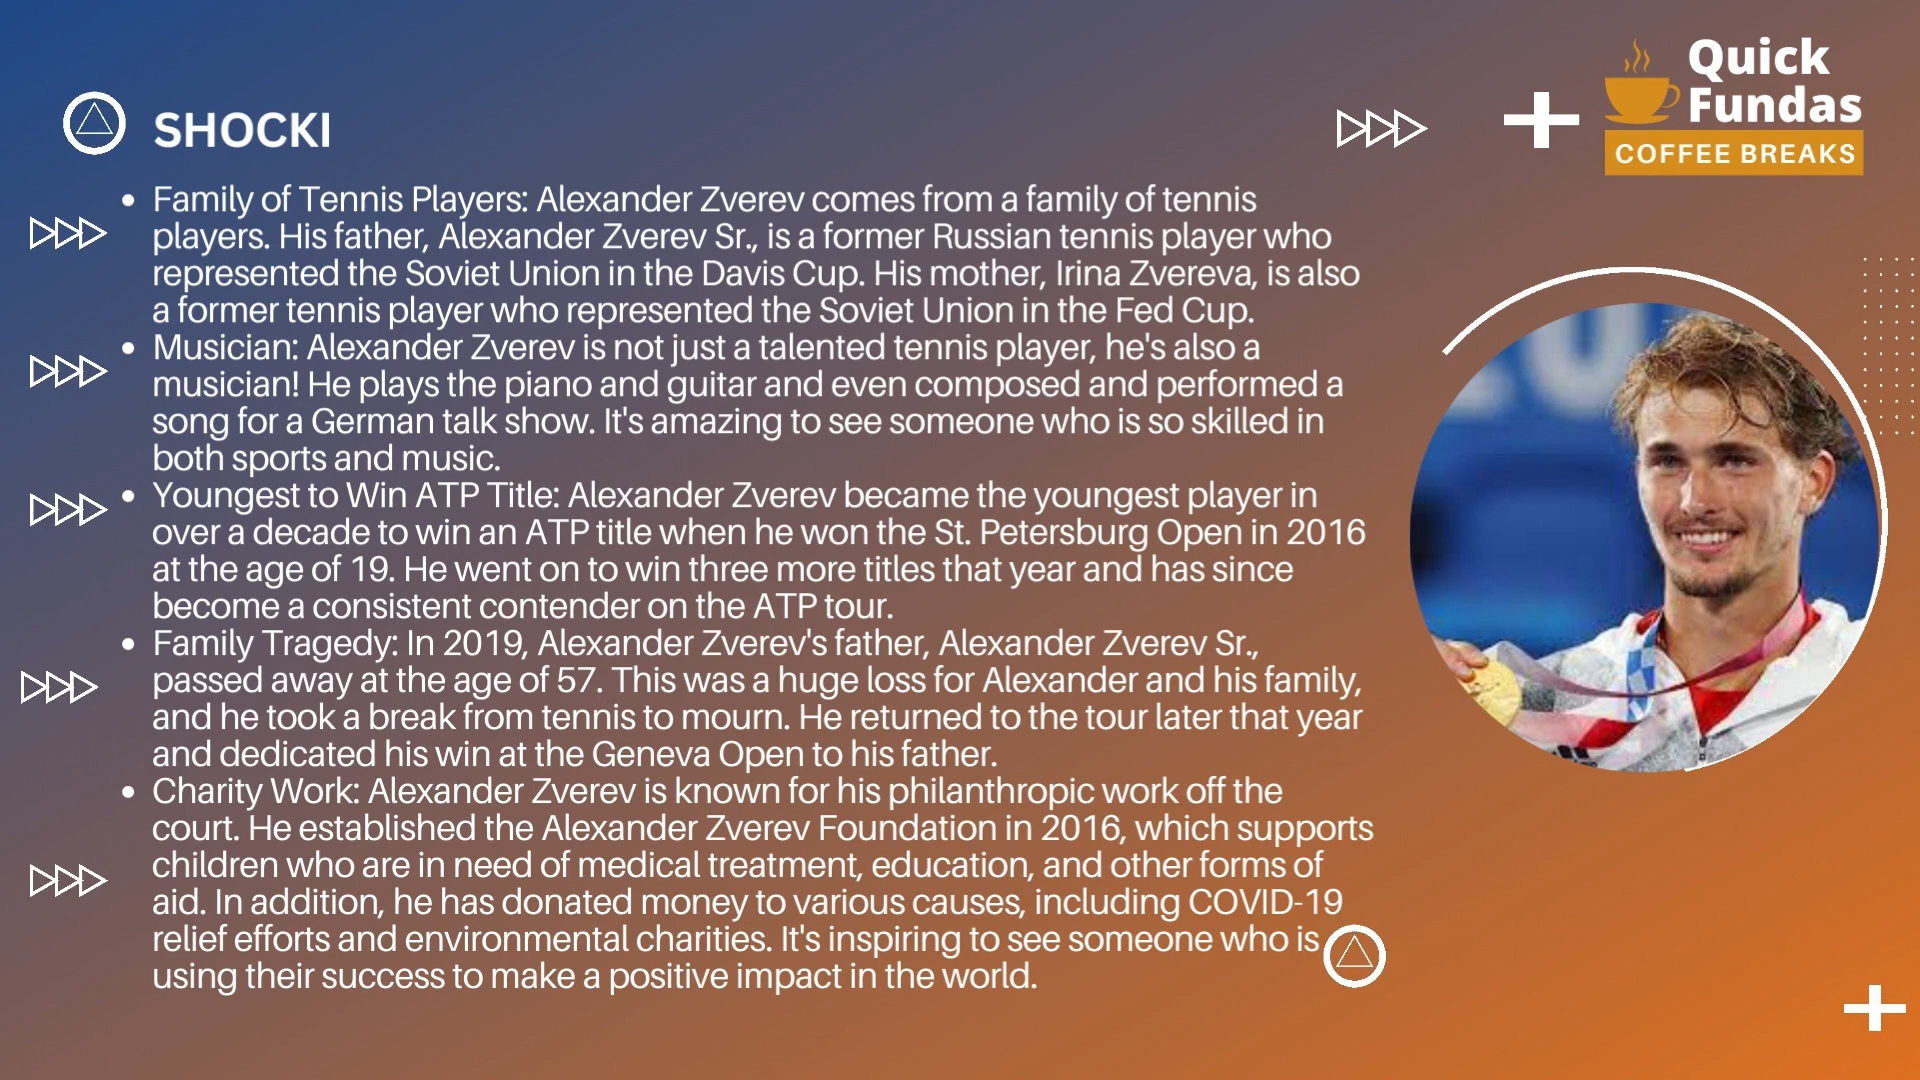 Quick
Fundas
COFFEE BREAKS
SHOCKI
• Family of Tennis Players: Alexander Zverev comes from a family of tennis
players. His father, Alexander Zverev Sr., is a former Russian tennis player who
represented the Soviet Union in the Davis Cup. His mother, Irina Zvereva, is also
a former tennis player who represented the Soviet Union in the Fed Cup.
• Musician: Alexander Zverev is not just a talented tennis player, he's also a
musician! He plays the piano and guitar and even composed and performed a
song for a German talk show. It's amazing to see someone who is so skilled in
both sports and music.
• Youngest to Win ATP Title: Alexander Zverev became the youngest player in
over a decade to win an ATP title when he won the St. Petersburg Open in 2016
at the age of 19. He went on to win three more titles that year and has since
become a consistent contender on the ATP tour.
• Family Tragedy: In 2019, Alexander Zverev's father, Alexander Zverev Sr.,
passed away at the age of 57. This was a huge loss for Alexander and his family,
and he took a break from tennis to mourn. He returned to the tour later that year
and dedicated his win at the Geneva Open to his father.
• Charity Work: Alexander Zverev is known for his philanthropic work off the
court. He established the Alexander Zverev Foundation in 2016, which supports
children who are in need of medical treatment, education, and other forms of
aid. In addition, he has donated money to various causes, including COVID-19
relief efforts and environmental charities. It's inspiring to see someone who is
using their success to make a positive impact in the world.